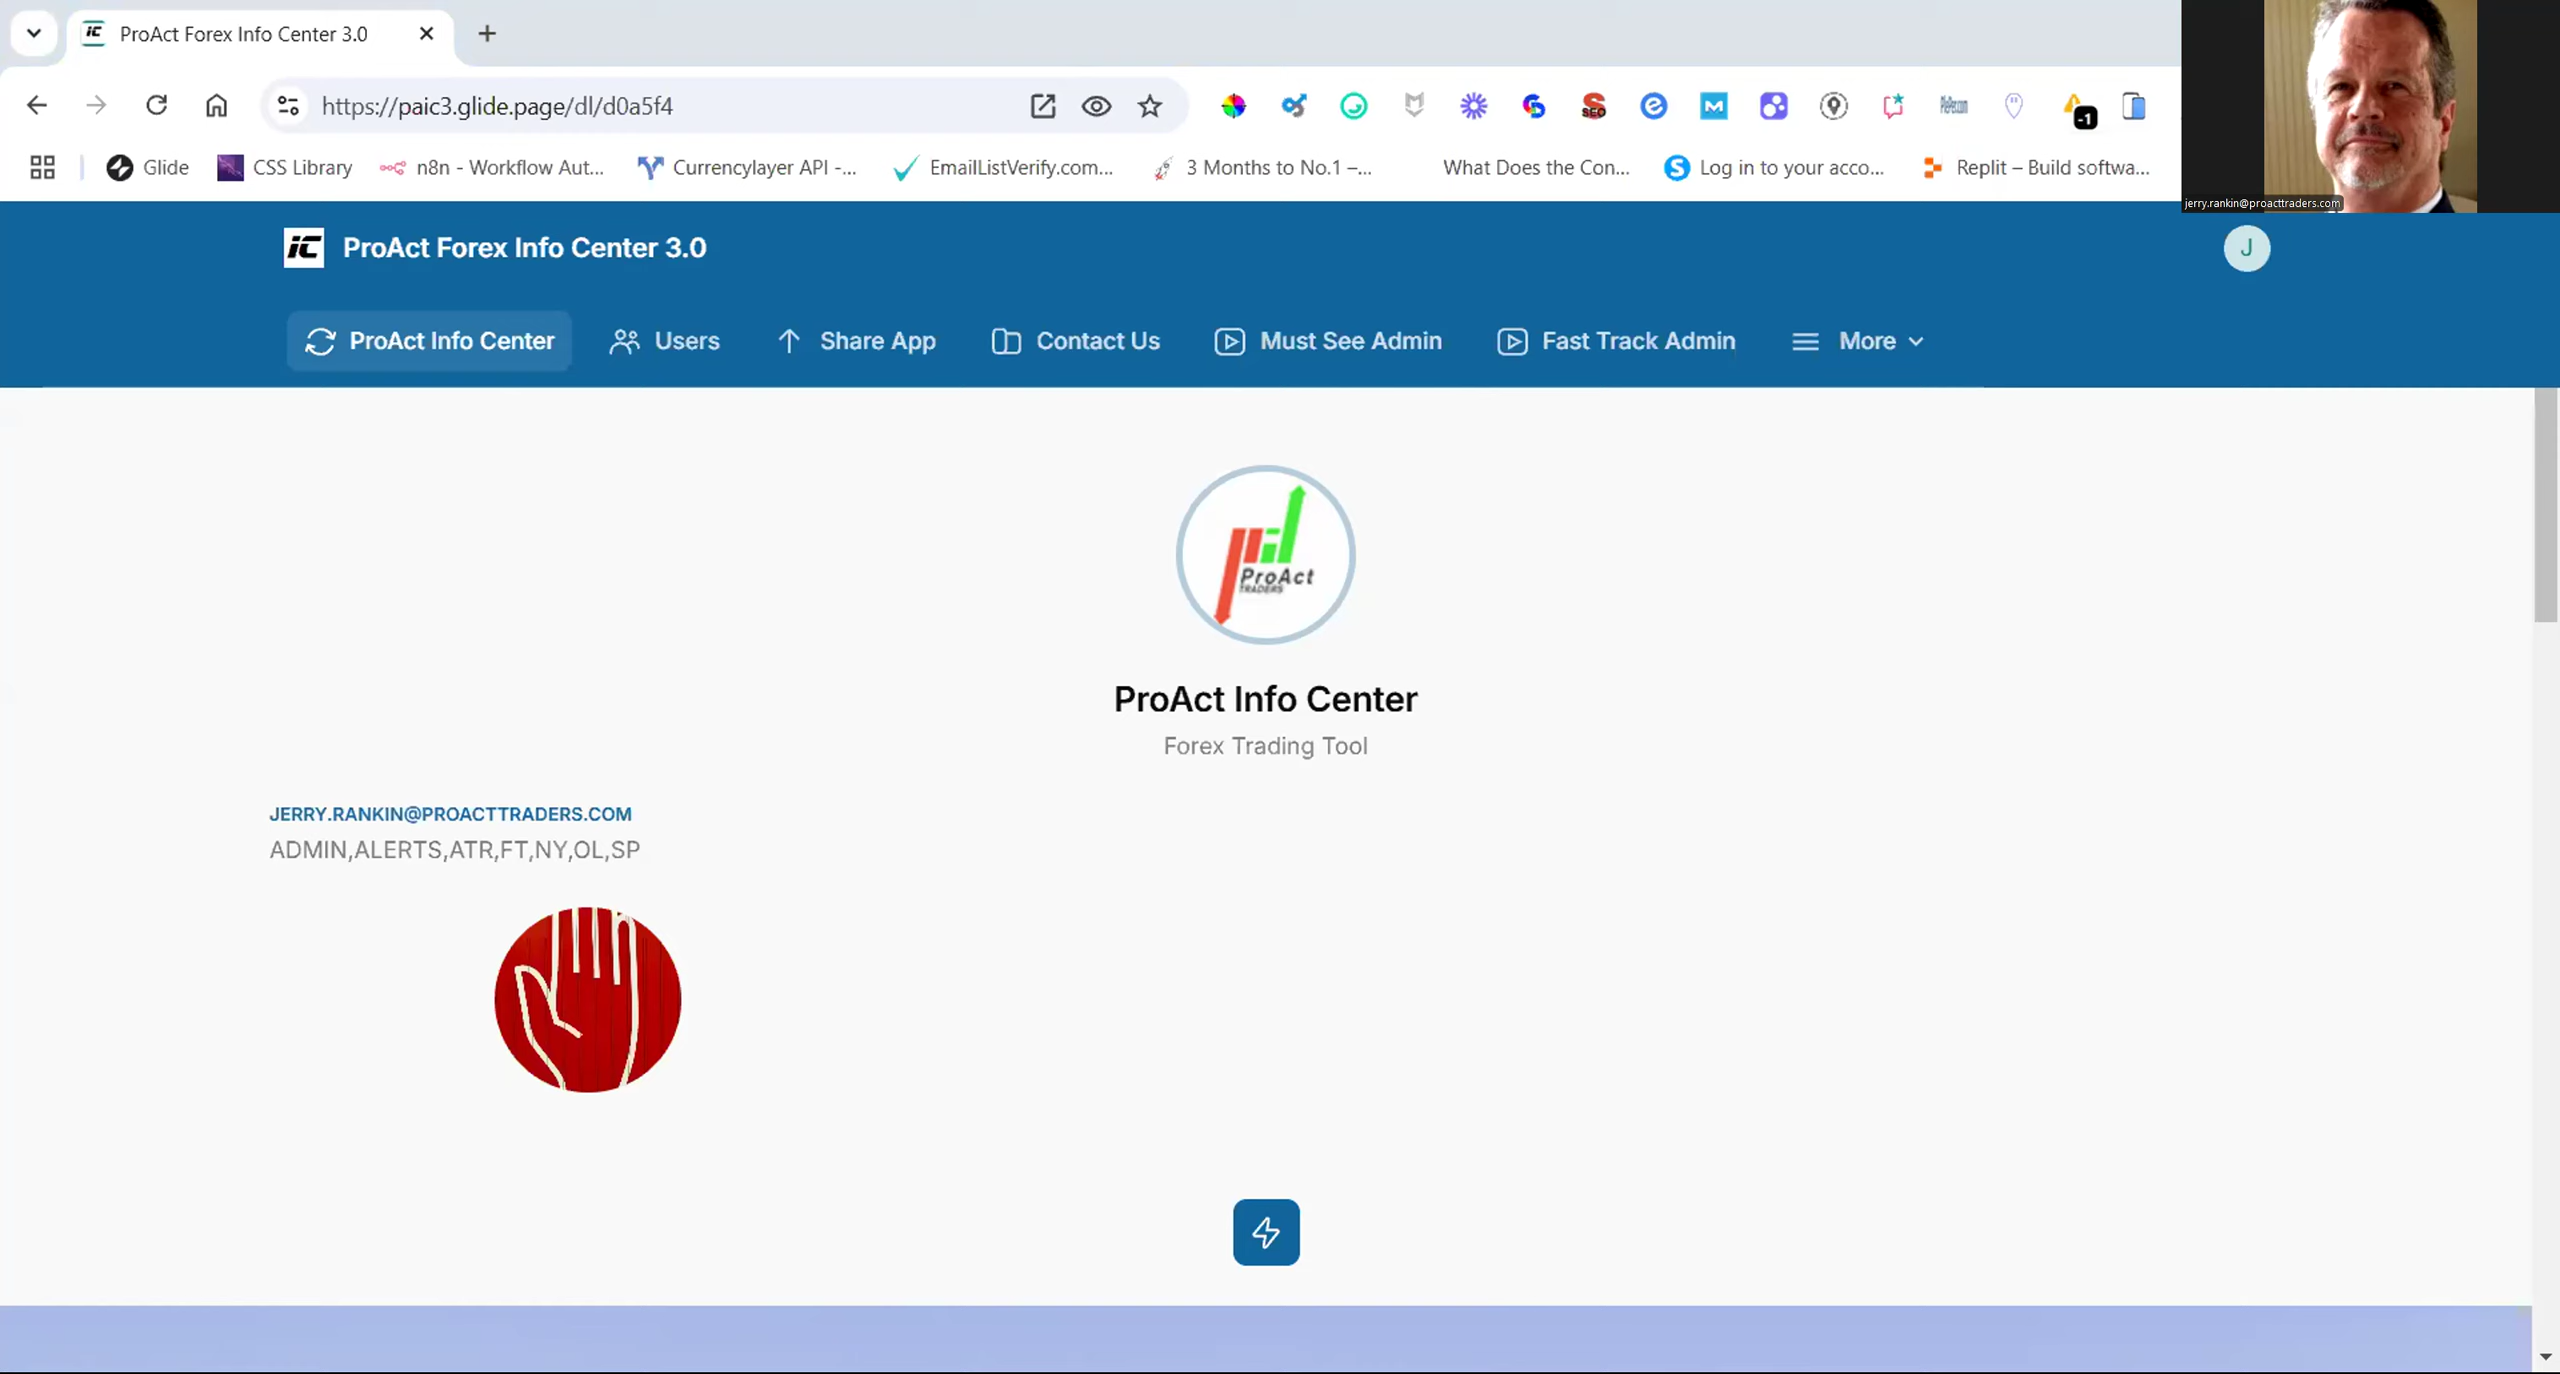 ProAct Forex Info Center 3.0
https://paic3.glide.page/dl/d0a5f4
SEO
-1
Glide
CSS Library
n8n - Workflow Aut...
Currencylayer API -...
EmailListVerify.com...
3 Months to No.1 –...
What Does the Con...
Log in to your acco...
Replit – Build softwa...
jerry.rankin@proacttraders.com
iC ProAct Forex Info Center 3.0
J
ProAct Info Center
Users
Share App
Contact Us
Must See Admin
Fast Track Admin
More
ProAct
TRADERS
ProAct Info Center
Forex Trading Tool
JERRY.RANKIN@PROACTTRADERS.COM
ADMIN,ALERTS,ATR,FT,NY,OL,SP